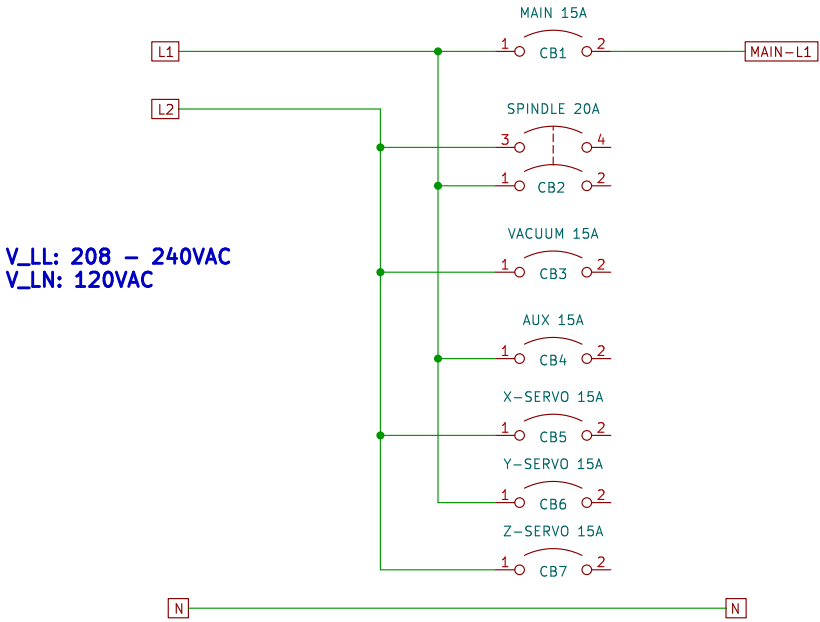 MAIN 15A
L1
1
2
CB1
MAIN-L1
L2
SPINDLE 20A
3
4
1
2
CB2
VACUUM 15A
1
2
CB3
V_LL: 208 - 240VAC
V_LN: 120VAC
AUX 15A
1
2
CB4
X-SERVO 15A
1
2
CB5
Y-SERVO 15A
1
2
CB6
Z-SERVO 15A
1
2
CB7
N
N